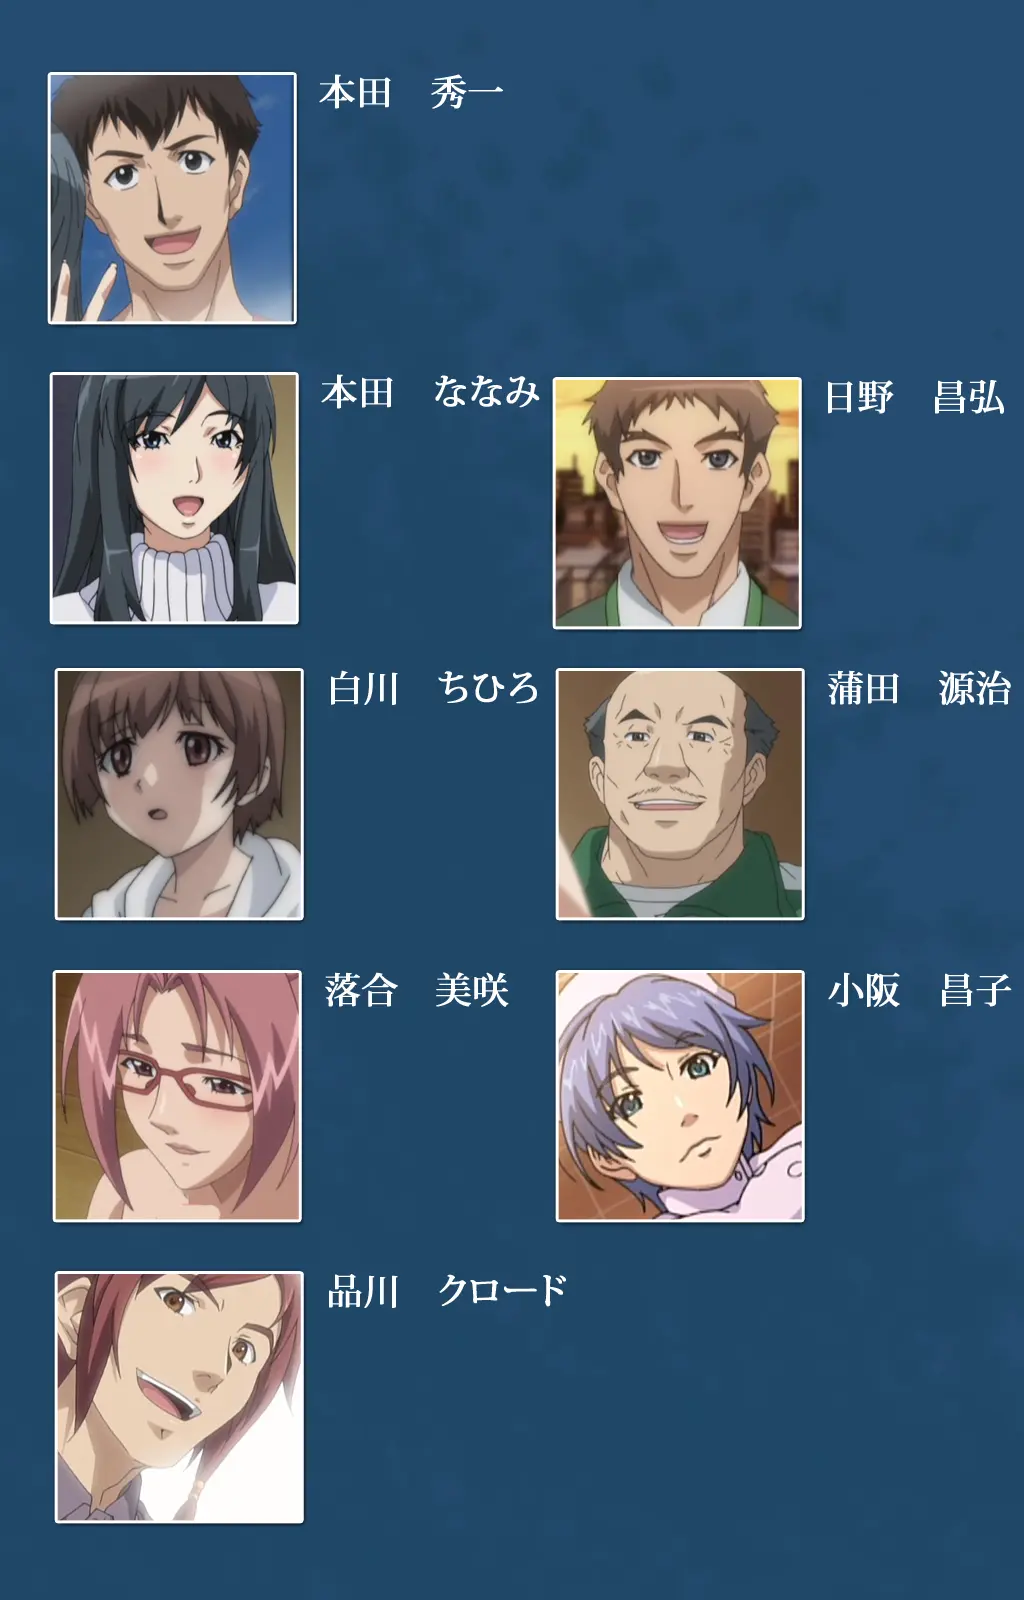 本田　秀一
本田　ななみ
日野　昌弘
白川　ちひろ
蒲田　源治
落合　美咲
小阪　昌子
品川　クロード